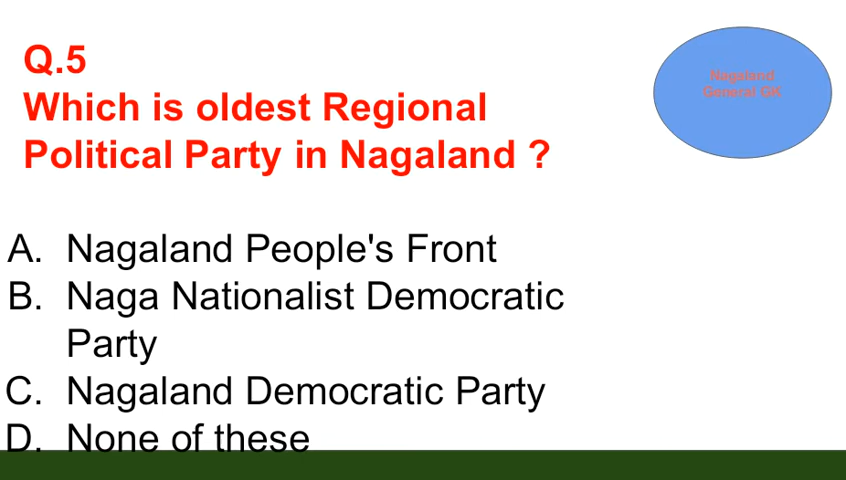 Q.5
Which is oldest Regional
Political Party in Nagaland ?
Nagaland
General GK
A. Nagaland People's Front
B. Naga Nationalist Democratic
Party
C. Nagaland Democratic Party
D. None of these